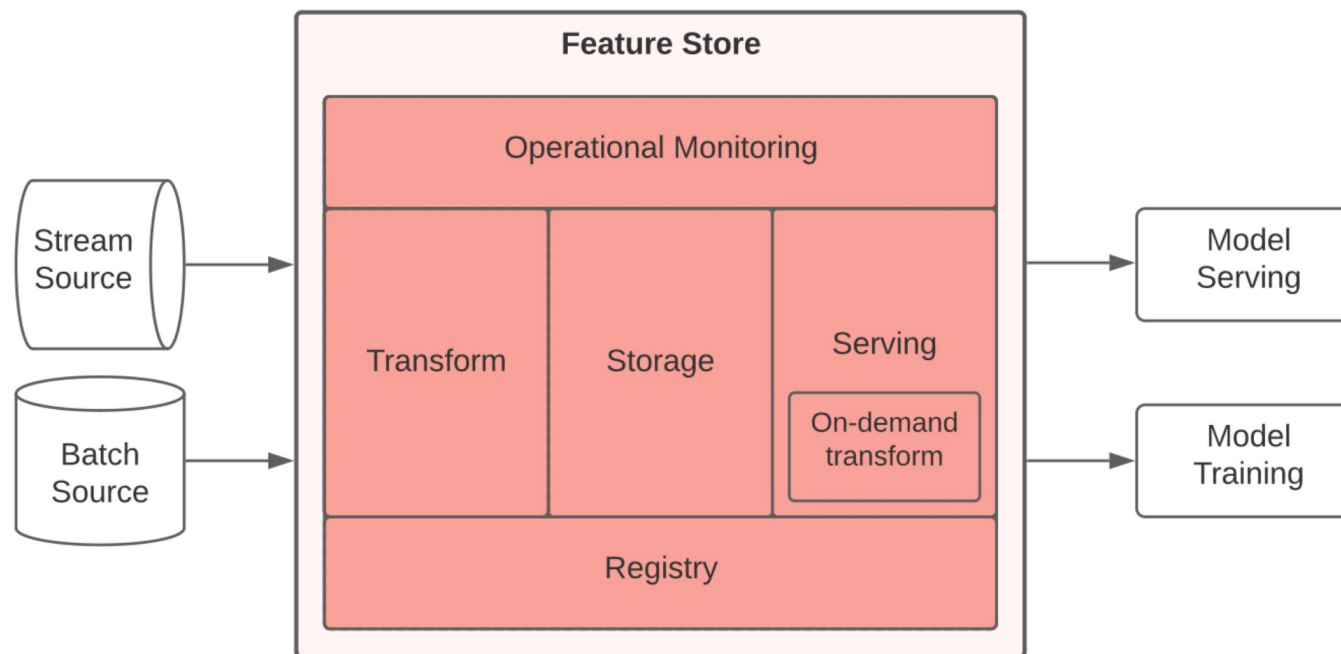 Feature Store
Operational Monitoring
Stream
Source
Batch
Source
Transform
Storage
Serving
On-demand
transform
Registry
Model
Serving
Model
Training